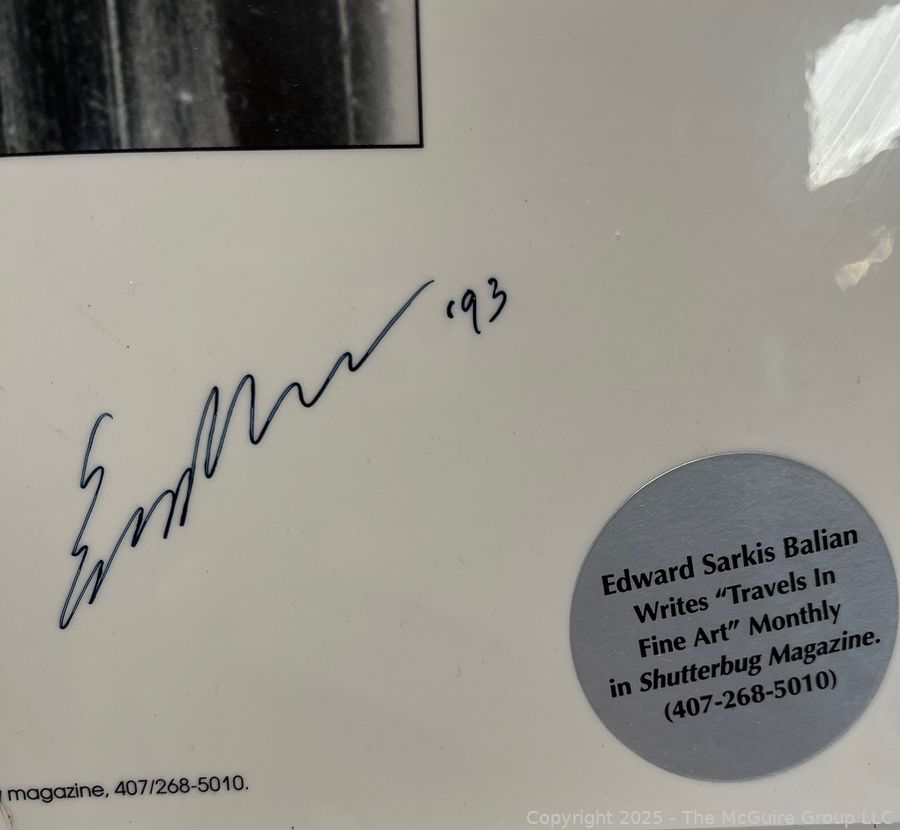 '93
Edward Sarkis Balian
Writes “Travels In
Fine Art” Monthly
in Shutterbug Magazine.
(407-268-5010)
magazine, 407/268-5010.
Copyright 2025 - The McGuire Group LLC